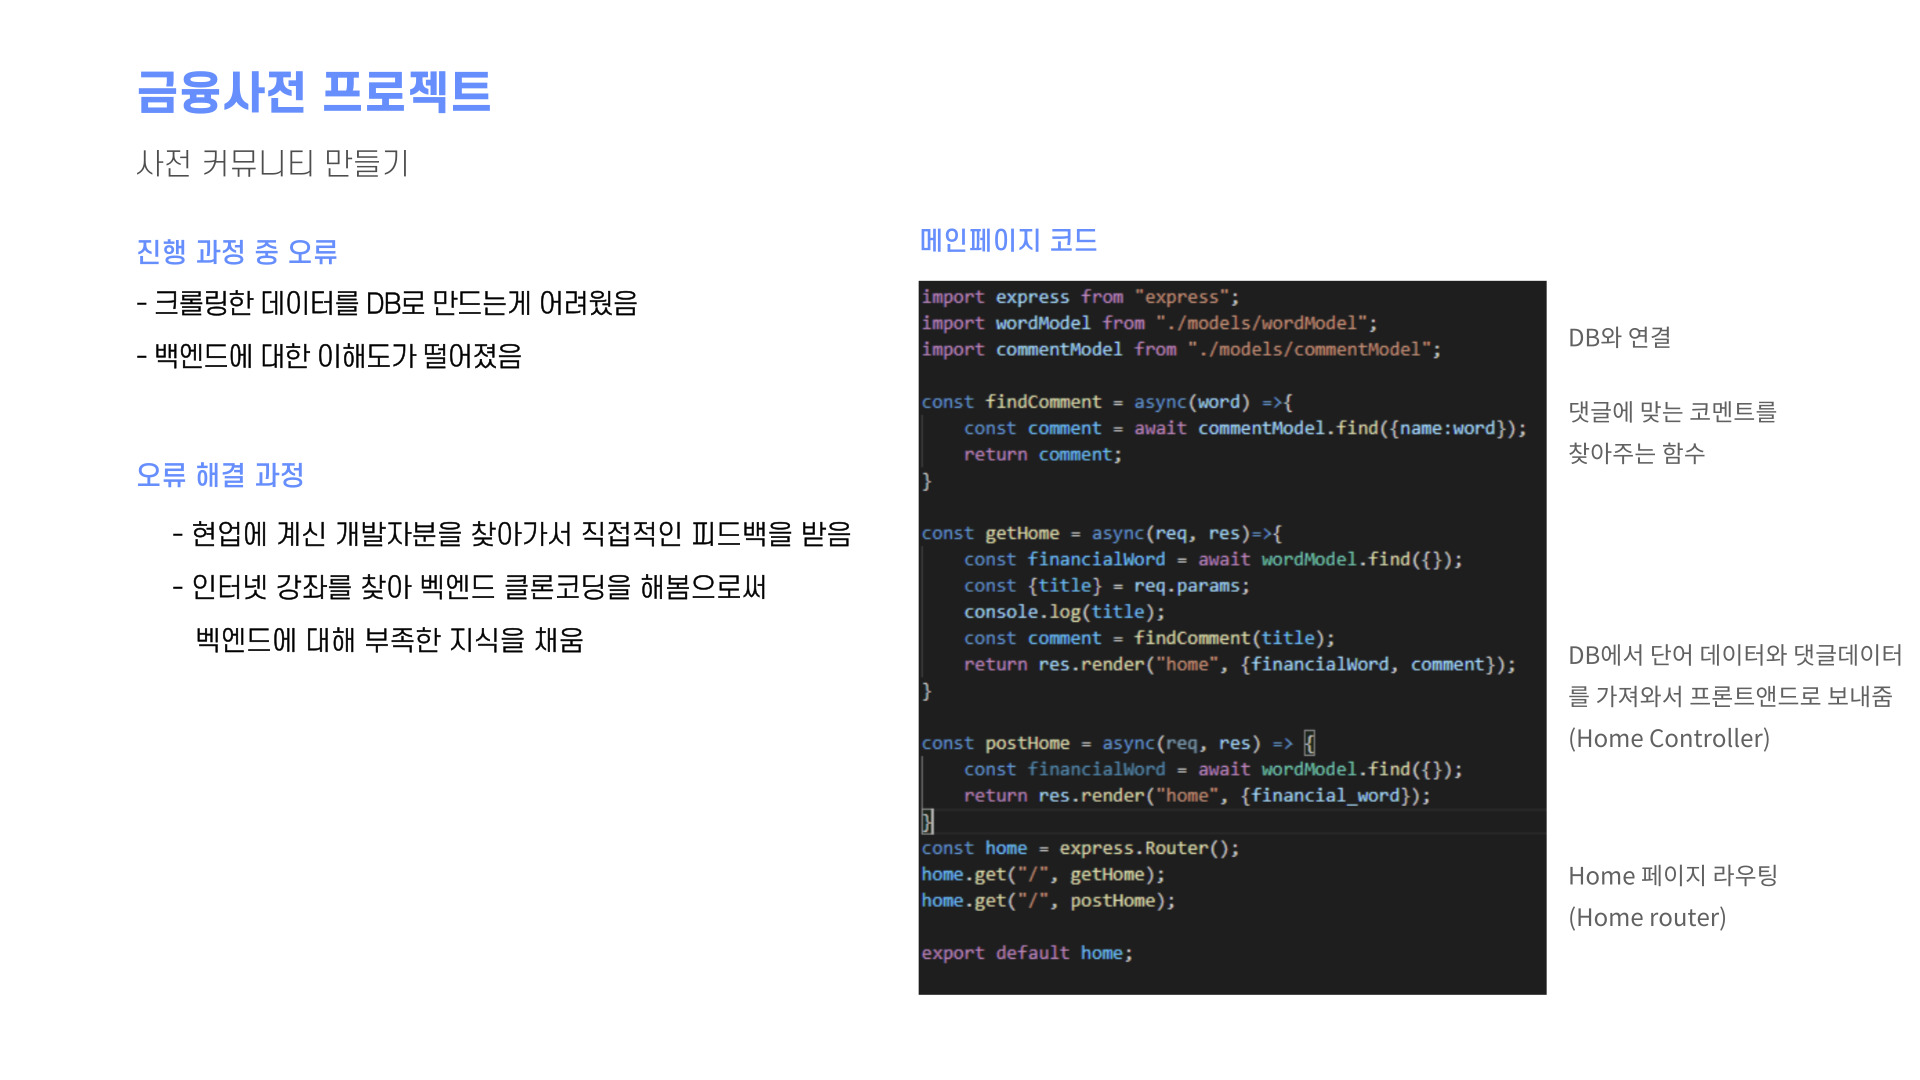 금융사전 프로젝트
사전 커뮤니티 만들기
진행 과정 중 오류
- 크롤링한 데이터를 DB로 만드는게 어려웠음
- 백엔드에 대한 이해도가 떨어졌음
오류 해결 과정
- 현업에 계신 개발자분을 찾아가서 직접적인 피드백을 받음
- 인터넷 강좌를 찾아 벡엔드 클론코딩을 해봄으로써
벡엔드에 대해 부족한 지식을 채움
메인페이지 코드
import express from "express";
import wordModel from "./models/wordModel";
import commentModel from "./models/commentModel";
const findComment = async(word) =>{
const comment = await commentModel.find({name:word});
return comment;
}
const getHome = async(req, res)=>{
const financialWord = await wordModel.find({});
const {title} = req.params;
console.log(title);
const comment = findComment(title);
return res.render("home", {financialWord, comment});
}
const postHome = async(req, res) => {
const financialWord = await wordModel.find({});
return res.render("home", {financial_word});
}
const home = express.Router();
home.get("/", getHome);
home.get("/", postHome);
export default home;
DB와 연결
댓글에 맞는 코멘트를
찾아주는 함수
DB에서 단어 데이터와 댓글데이터
를 가져와서 프론트앤드로 보내줌
(Home Controller)
Home 페이지 라우팅
(Home router)